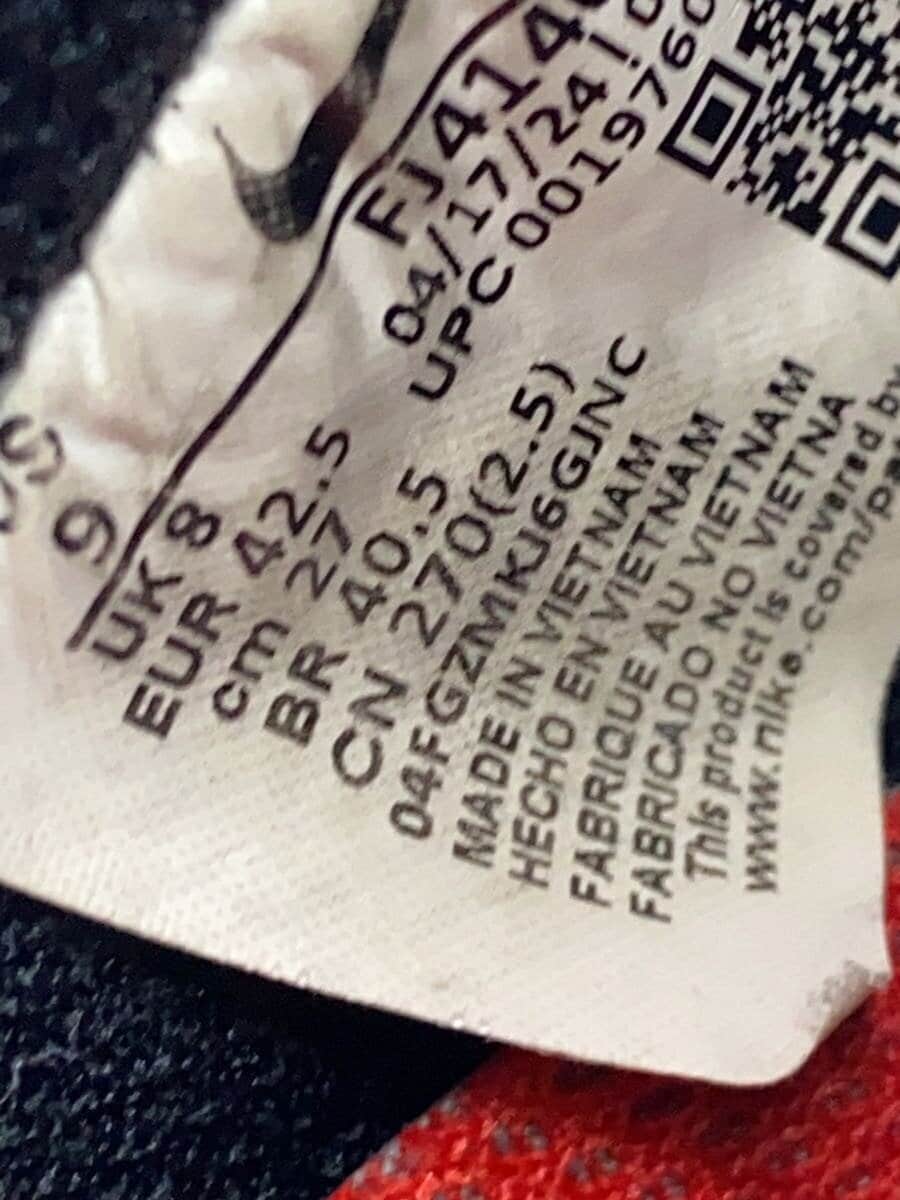 US
9
UK 8
EUR 42.5
cm 27
BR 40.5
CN 270(2.5)
FJ414
04/17/24
UPC 0019760
04FGZMKJ6GJNC
MADE IN VIETNAM
HECHO EN VIETNAM
FABRIQUE AU VIETNAM
FABRICADO NO VIETNA
This product is covered by
www.nike.com/pat